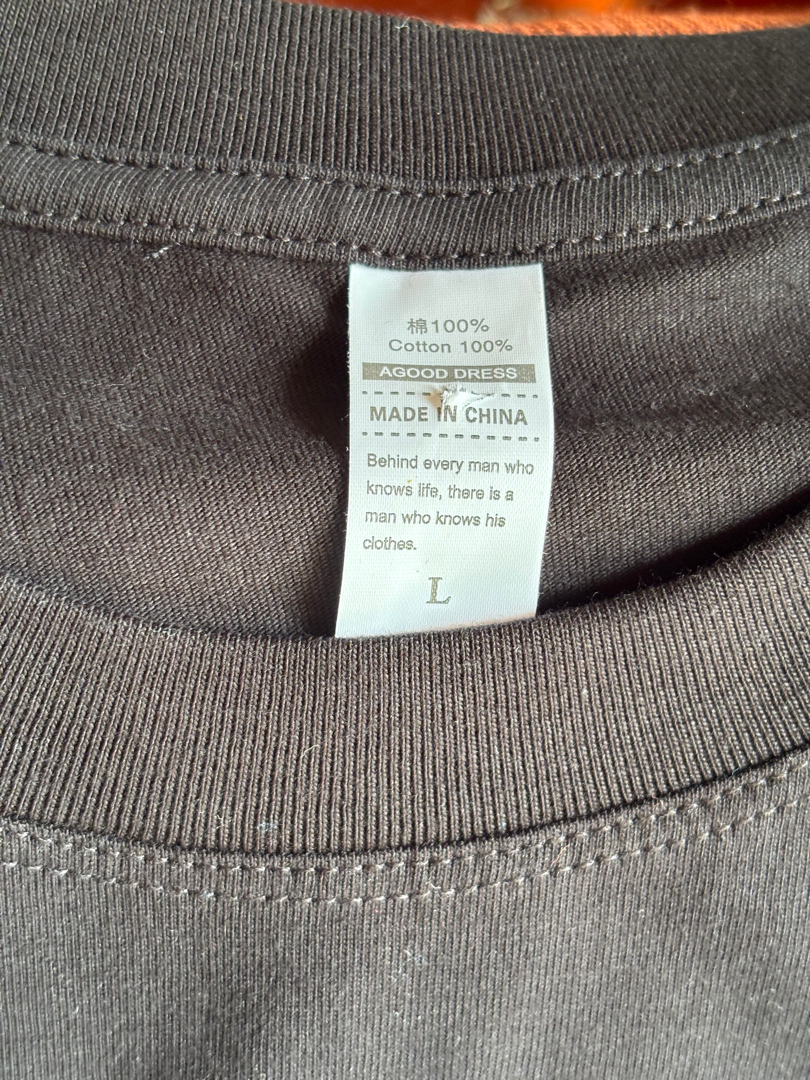 棉100%
Cotton 100%
AGOOD DRESS
MADE IN CHINA
Behind every man who
knows life, there is a
man who knows his
clothes.
L